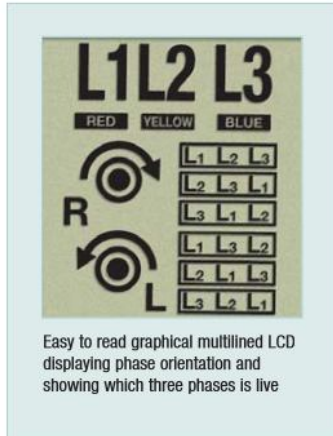 L1 L2 L3
RED YELLOW BLUE
L1 L2 L3
L2 L3 L1
R
L3 L1 L2
L1 L3 L2
L2 L1 L3
L
L3 L2 L1
Easy to read graphical multilined LCD
displaying phase orientation and
showing which three phases is live